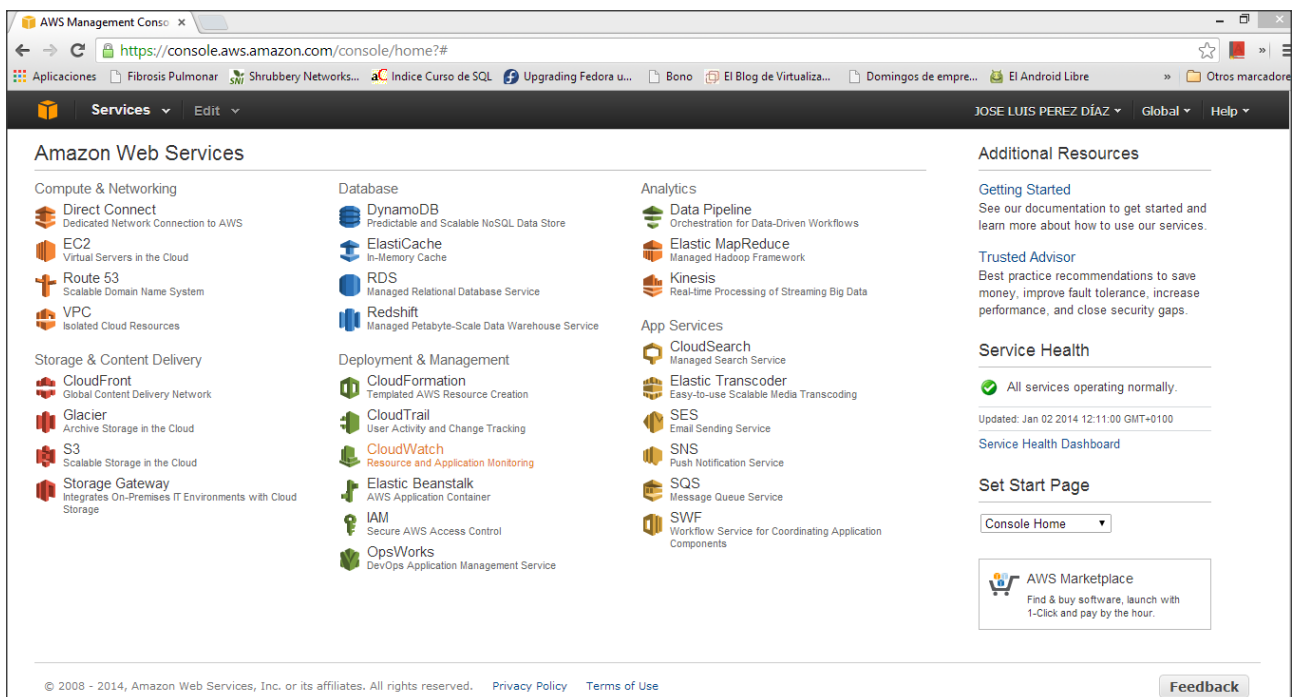 AWS Management Conso
https://console.aws.amazon.com/console/home?#
Aplicaciones Fibrosis Pulmonar Shrubbery Networks... Indice Curso de SQL Upgrading Fedora u... Bono El Blog de Virtualiza... Domingos de empre... El Android Libre » Otros marcadore
Services Edit JOSE LUIS PEREZ DÍAZ Global Help
Amazon Web Services
Compute & Networking
Direct Connect
Dedicated Network Connection to AWS
EC2
Virtual Servers in the Cloud
Route 53
Scalable Domain Name System
VPC
Isolated Cloud Resources
Storage & Content Delivery
CloudFront
Global Content Delivery Network
Glacier
Archive Storage in the Cloud
S3
Scalable Storage in the Cloud
Storage Gateway
Integrates On-Premises IT Environments with Cloud
Storage
Database
DynamoDB
Predictable and Scalable NoSQL Data Store
ElastiCache
In-Memory Cache
RDS
Managed Relational Database Service
Redshift
Managed Petabyte-Scale Data Warehouse Service
Deployment & Management
CloudFormation
Templated AWS Resource Creation
CloudTrail
User Activity and Change Tracking
CloudWatch
Resource and Application Monitoring
Elastic Beanstalk
AWS Application Container
IAM
Secure AWS Access Control
OpsWorks
DevOps Application Management Service
Analytics
Data Pipeline
Orchestration for Data-Driven Workflows
Elastic MapReduce
Managed Hadoop Framework
Kinesis
Real-time Processing of Streaming Big Data
App Services
CloudSearch
Managed Search Service
Elastic Transcoder
Easy-to-use Scalable Media Transcoding
SES
Email Sending Service
SNS
Push Notification Service
SQS
Message Queue Service
SWF
Workflow Service for Coordinating Application
Components
Additional Resources
Getting Started
See our documentation to get started and
learn more about how to use our services.
Trusted Advisor
Best practice recommendations to save
money, improve fault tolerance, increase
performance, and close security gaps.
Service Health
All services operating normally.
Updated: Jan 02 2014 12:11:00 GMT+0100
Service Health Dashboard
Set Start Page
Console Home
AWS Marketplace
Find & buy software, launch with
1-Click and pay by the hour.
© 2008 - 2014, Amazon Web Services, Inc. or its affiliates. All rights reserved. Privacy Policy Terms of Use Feedback